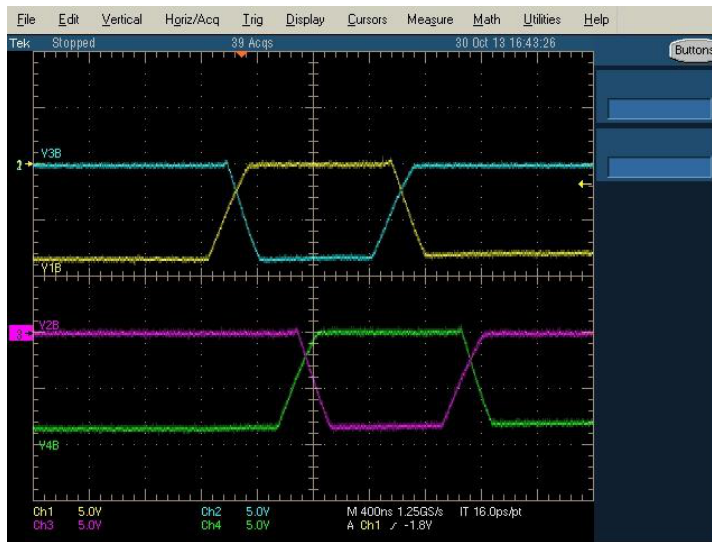 File Edit Vertical Horiz/Acq Trig Display Cursors Measure Math Utilities Help
Tek Stopped 39 Acqs 30 Oct 13 16:43:26
Buttons
V3B
2
V1B
V2B
3
V4B
Ch1 5.0V Ch2 5.0V M 400ns 1.25GS/s IT 16.0ps/pt
Ch3 5.0V Ch4 5.0V A Ch1 / -1.8V